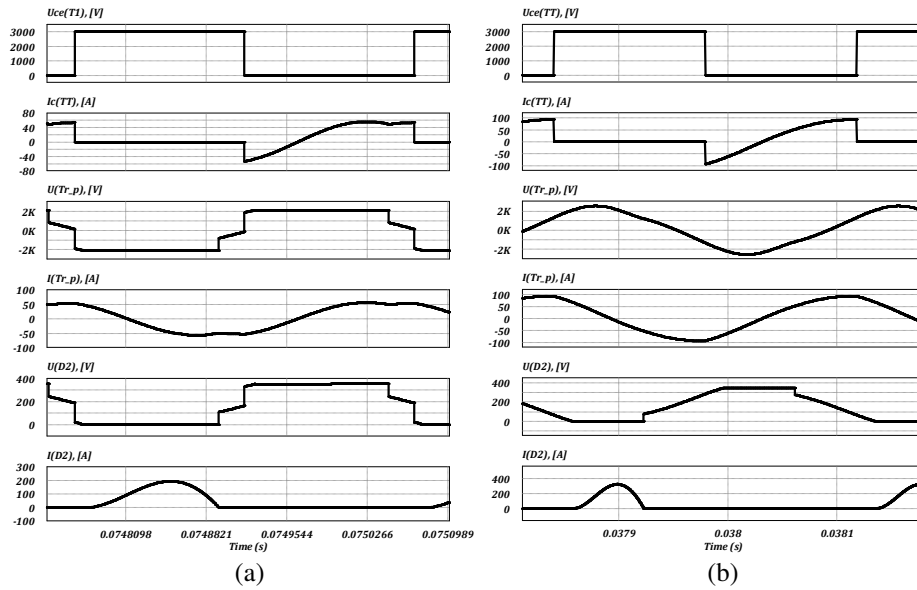 Uce(T1), [V]
3000
2000
1000
0
Ic(TT), [A]
80
40
0
-40
-80
U(Tr_p), [V]
2K
0K
-2K
I(Tr_p), [A]
100
50
0
-50
-100
U(D2), [V]
400
200
0
I(D2), [A]
300
200
100
0
-100
0.0748098 0.0748821 0.0749544 0.0750266 0.0750989
Time (s)
(a)
Uce(TT), [V]
3000
2000
1000
0
Ic(TT), [A]
100
50
0
-50
-100
U(Tr_p), [V]
2K
0K
-2K
I(Tr_p), [A]
100
50
0
-50
-100
U(D2), [V]
400
200
0
I(D2), [A]
400
200
0
0.0379 0.038 0.0381
Time (s)
(b)